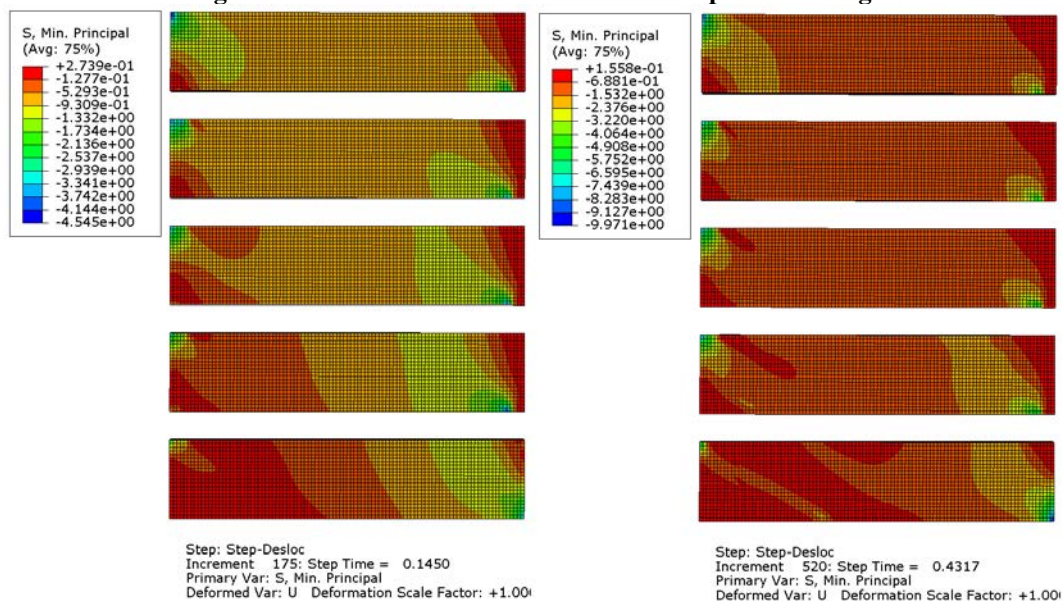 S, Min. Principal
(Avg: 75%)
+2.739e-01
-1.277e-01
-5.293e-01
-9.309e-01
-1.332e+00
-1.734e+00
-2.136e+00
-2.537e+00
-2.939e+00
-3.341e+00
-3.742e+00
-4.144e+00
-4.545e+00
Step: Step-Desloc
Increment 175: Step Time = 0.1450
Primary Var: S, Min. Principal
Deformed Var: U Deformation Scale Factor: +1.00
S, Min. Principal
(Avg: 75%)
+1.558e-01
-6.881e-01
-1.532e+00
-2.376e+00
-3.220e+00
-4.064e+00
-4.908e+00
-5.752e+00
-6.595e+00
-7.439e+00
-8.283e+00
-9.127e+00
-9.971e+00
Step: Step-Desloc
Increment 520: Step Time = 0.4317
Primary Var: S, Min. Principal
Deformed Var: U Deformation Scale Factor: +1.00